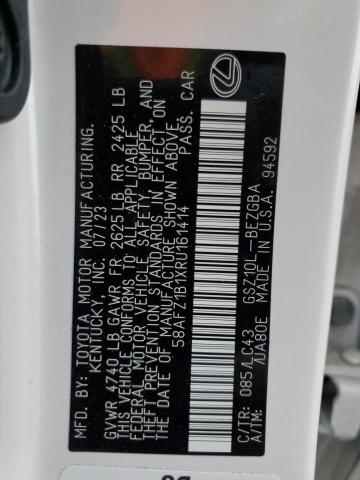 MFD. BY: TOYOTA MOTOR MANUFACTURING.
KENTUCKY, INC. 07/23
GVWR 4740 LB GAWR FR 2625 LB RR 2425 LB
THIS VEHICLE CONFORMS TO ALL APPLICABLE
FEDERAL MOTOR VEHICLE SAFETY, BUMPER, AND
THEFT PREVENTION STANDARDS IN EFFECT ON
THE DATE OF MANUFACTURE SHOWN ABOVE.
58AFZ1B1XRU161414 PASS. CAR
C/TR: 085/LC43 GSZ10L-BEZGBA
A/TM: /UA80E MADE IN U.S.A. 94592